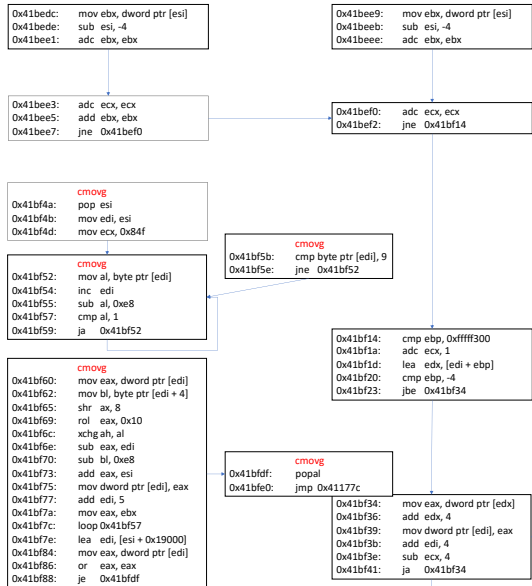 0x41bedc: mov ebx, dword ptr [esi]
0x41bede: sub esi, -4
0x41bee1: adc ebx, ebx
0x41bee9: mov ebx, dword ptr [esi]
0x41beeb: sub esi, -4
0x41beee: adc ebx, ebx
0x41bee3: adc ecx, ecx
0x41bee5: add ebx, ebx
0x41bee7: jne 0x41bef0
0x41bef0: adc ecx, ecx
0x41bef2: jne 0x41bf14
cmovg
0x41bf4a: pop esi
0x41bf4b: mov edi, esi
0x41bf4d: mov ecx, 0x84f
cmovg
0x41bf5b: cmp byte ptr [edi], 9
0x41bf5e: jne 0x41bf52
cmovg
0x41bf52: mov al, byte ptr [edi]
0x41bf54: inc edi
0x41bf55: sub al, 0xe8
0x41bf57: cmp al, 1
0x41bf59: ja 0x41bf52
0x41bf14: cmp ebp, 0xfffff300
0x41bf1a: adc ecx, 1
0x41bf1d: lea edx, [edi + ebp]
0x41bf20: cmp ebp, -4
0x41bf23: jbe 0x41bf34
cmovg
0x41bf60: mov eax, dword ptr [edi]
0x41bf62: mov bl, byte ptr [edi + 4]
0x41bf65: shr ax, 8
0x41bf69: rol eax, 0x10
0x41bf6c: xchg ah, al
0x41bf6e: sub eax, edi
0x41bf70: sub bl, 0xe8
0x41bf73: add eax, esi
0x41bf75: mov dword ptr [edi], eax
0x41bf77: add edi, 5
0x41bf7a: mov eax, ebx
0x41bf7c: loop 0x41bf57
0x41bf7e: lea edi, [esi + 0x19000]
0x41bf84: mov eax, dword ptr [edi]
0x41bf86: or eax, eax
0x41bf88: je 0x41bfdf
cmovg
0x41bfdf: popal
0x41bfe0: jmp 0x41177c
0x41bf34: mov eax, dword ptr [edx]
0x41bf36: add edx, 4
0x41bf39: mov dword ptr [edi], eax
0x41bf3b: add edi, 4
0x41bf3e: sub ecx, 4
0x41bf41: ja 0x41bf34